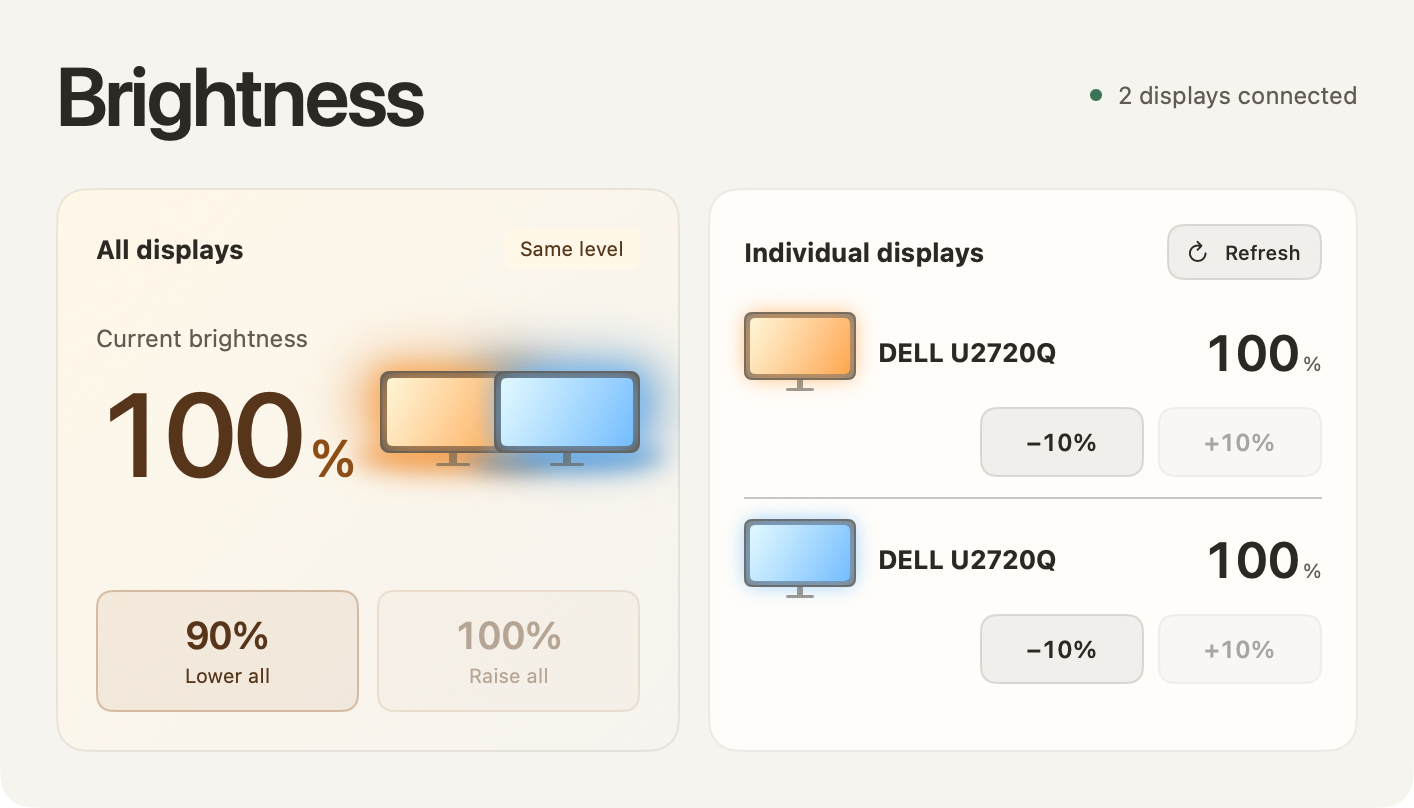 Brightness
2 displays connected
All displays
Same level
Current brightness
100%
90%
Lower all
100%
Raise all
Individual displays
Refresh
DELL U2720Q
100%
−10%
+10%
DELL U2720Q
100%
−10%
+10%